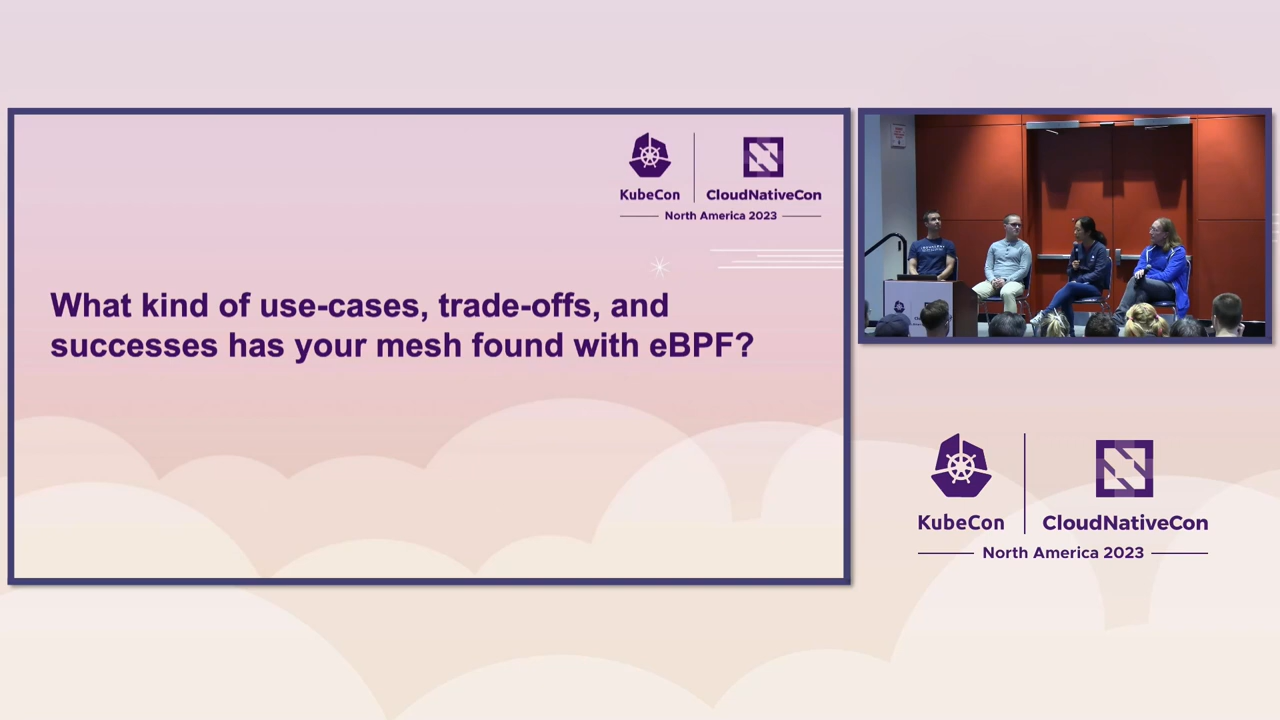 KubeCon
CloudNativeCon
North America 2023
What kind of use-cases, trade-offs, and
successes has your mesh found with eBPF?
KubeCon
CloudNativeCon
North America 2023